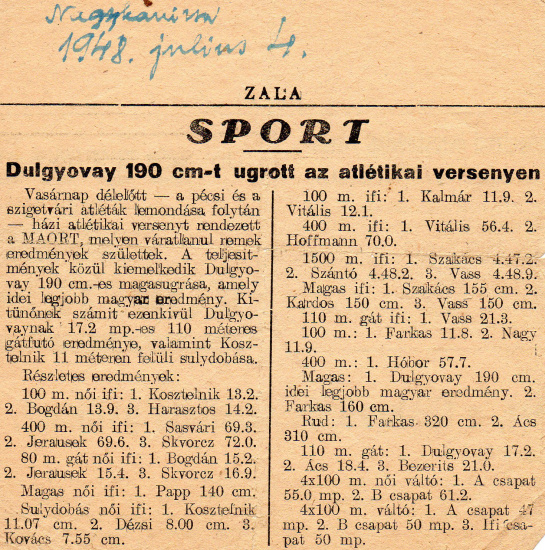 Nagykanizsa
1948. július 4.
ZALA
SPORT
Dulgyovay 190 cm-t ugrott az atlétikai versenyen
Vasárnap délelőtt — a pécsi és a
szigetvári atléták lemondása folytán
— házi atlétikai versenyt rendezett
a MAORT, melyen váratlanul remek
eredmények születtek. A teljesit-
mények közül kiemelkedik Dulgyo-
vay 190 cm.-es magasugrása, amely
idei legjobb magyar eredmény. Ki-
tünőnek számit ezenkivül Dulgyo-
vaynak 17.2 mp.-es 110 méteres
gátfutó eredménye, valamint Kosz-
telnik 11 méteren felüli sulydobása.
Részletes eredmények:
100 m. női ifi: 1. Kosztelnik 13.2.
2. Bogdán 13.9. 3. Harasztos 14.2.
400 m. női ifi: 1. Sasvári 69.3.
2. Jerausek 69.6. 3. Skvorcz 72.0.
80 m. gát női ifi: 1. Bogdán 15.2.
2. Jerausek 15.4. 3. Skvorcz 16.9.
Magas női ifi: 1. Papp 140 cm.
Sulydobás női ifi: 1. Kosztelnik
11.07 cm. 2. Dézsi 8.00 cm. 3.
Kovács 7.55 cm.
100 m. ifi: 1. Kalmár 11.9. 2.
Vitális 12.1.
400 m. ifi: 1. Vitális 56.4. 2.
Hoffmann 70.0.
1500 m. ifi: 1. Szakács 4.47.2.
2. Szántó 4.48.2. 3. Vass 4.48.9.
Magas ifi: 1. Szakács 155 cm. 2.
Kardos 150 cm. 3. Vass 150 cm.
110 m. gát ifi: 1. Vass 21.3.
100 m.: 1. Farkas 11.8. 2. Nagy
11.9.
400 m.: 1. Hóbor 57.7.
Magas: 1. Dulgyovay 190 cm.
idei legjobb magyar eredmény. 2.
Farkas 160 cm.
Rud: 1. Farkas 320 cm. 2. Ács
310 cm.
110 m. gát: 1. Dulgyovay 17.2.
2. Ács 18.4. 3. Bezerits 21.0.
4x100 m. női váltó: 1. A csapat
55.0 mp. 2. B csapat 61.2.
4x100 m. váltó: 1. A csapat 47
mp. 2. B csapat 50 mp. 3. Ifi csa-
pat 50 mp.